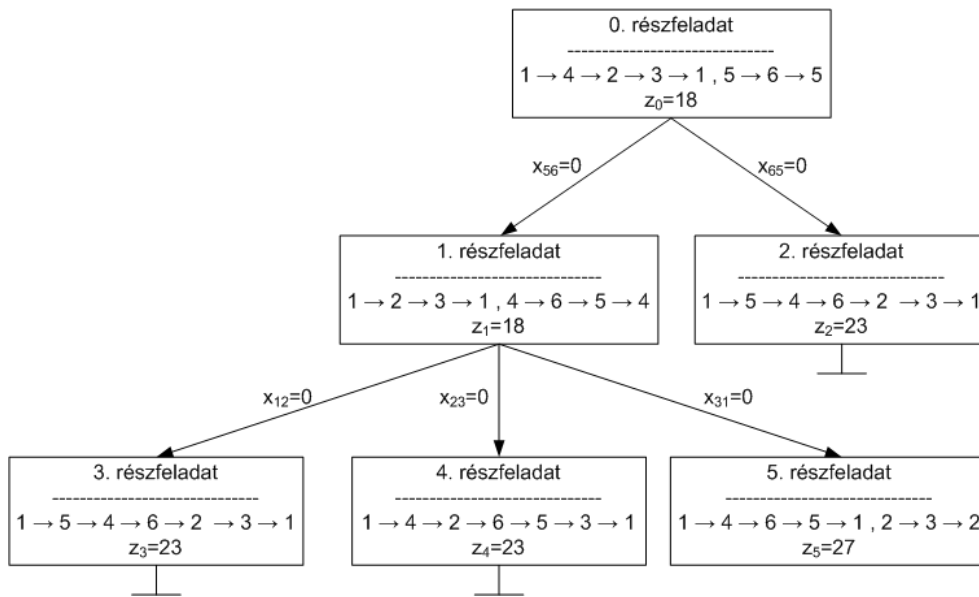 0. részfeladat
-------------------------------
1 → 4 → 2 → 3 → 1 , 5 → 6 → 5
z₀=18
x₅₆=0
x₆₅=0
1. részfeladat
-------------------------------
1 → 2 → 3 → 1 , 4 → 6 → 5 → 4
z₁=18
2. részfeladat
-------------------------------
1 → 5 → 4 → 6 → 2 → 3 → 1
z₂=23
x₁₂=0
x₂₃=0
x₃₁=0
3. részfeladat
-------------------------------
1 → 5 → 4 → 6 → 2 → 3 → 1
z₃=23
4. részfeladat
-------------------------------
1 → 4 → 2 → 6 → 5 → 3 → 1
z₄=23
5. részfeladat
-------------------------------
1 → 4 → 6 → 5 → 1 , 2 → 3 → 2
z₅=27